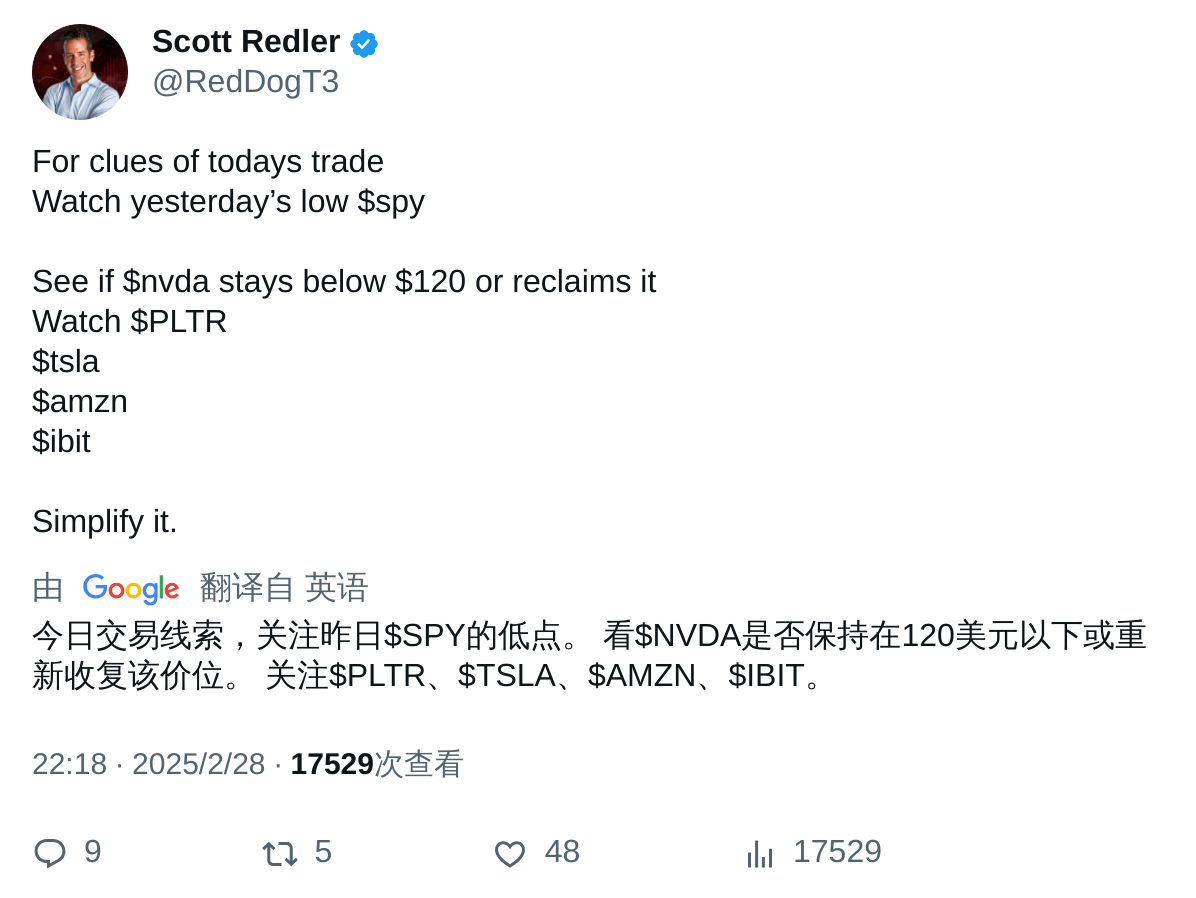 Scott Redler
@RedDogT3
For clues of todays trade
Watch yesterday’s low $spy
See if $nvda stays below $120 or reclaims it
Watch $PLTR
$tsla
$amzn
$ibit
Simplify it.
由 Google 翻译自 英语
今日交易线索，关注昨日$SPY的低点。 看$NVDA是否保持在120美元以下或重
新收复该价位。 关注$PLTR、$TSLA、$AMZN、$IBIT。
22:18 · 2025/2/28 · 17529次查看
9 5 48 17529